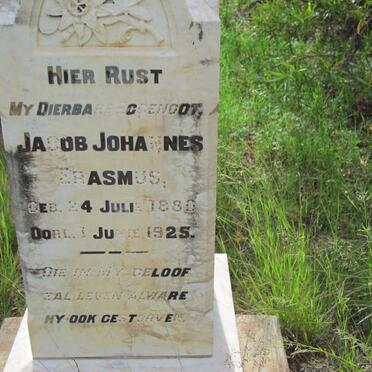 HIER RUST
MY DIERBARE ECGENOOT,
JACOB JOHANNES
ERASMUS,
GEB. 24 JULIE
OORL. JUNIE 1925.
DIE IN MY GELOOF
ZAL LEVEN ALWARE
HY OOK GESTORVEN